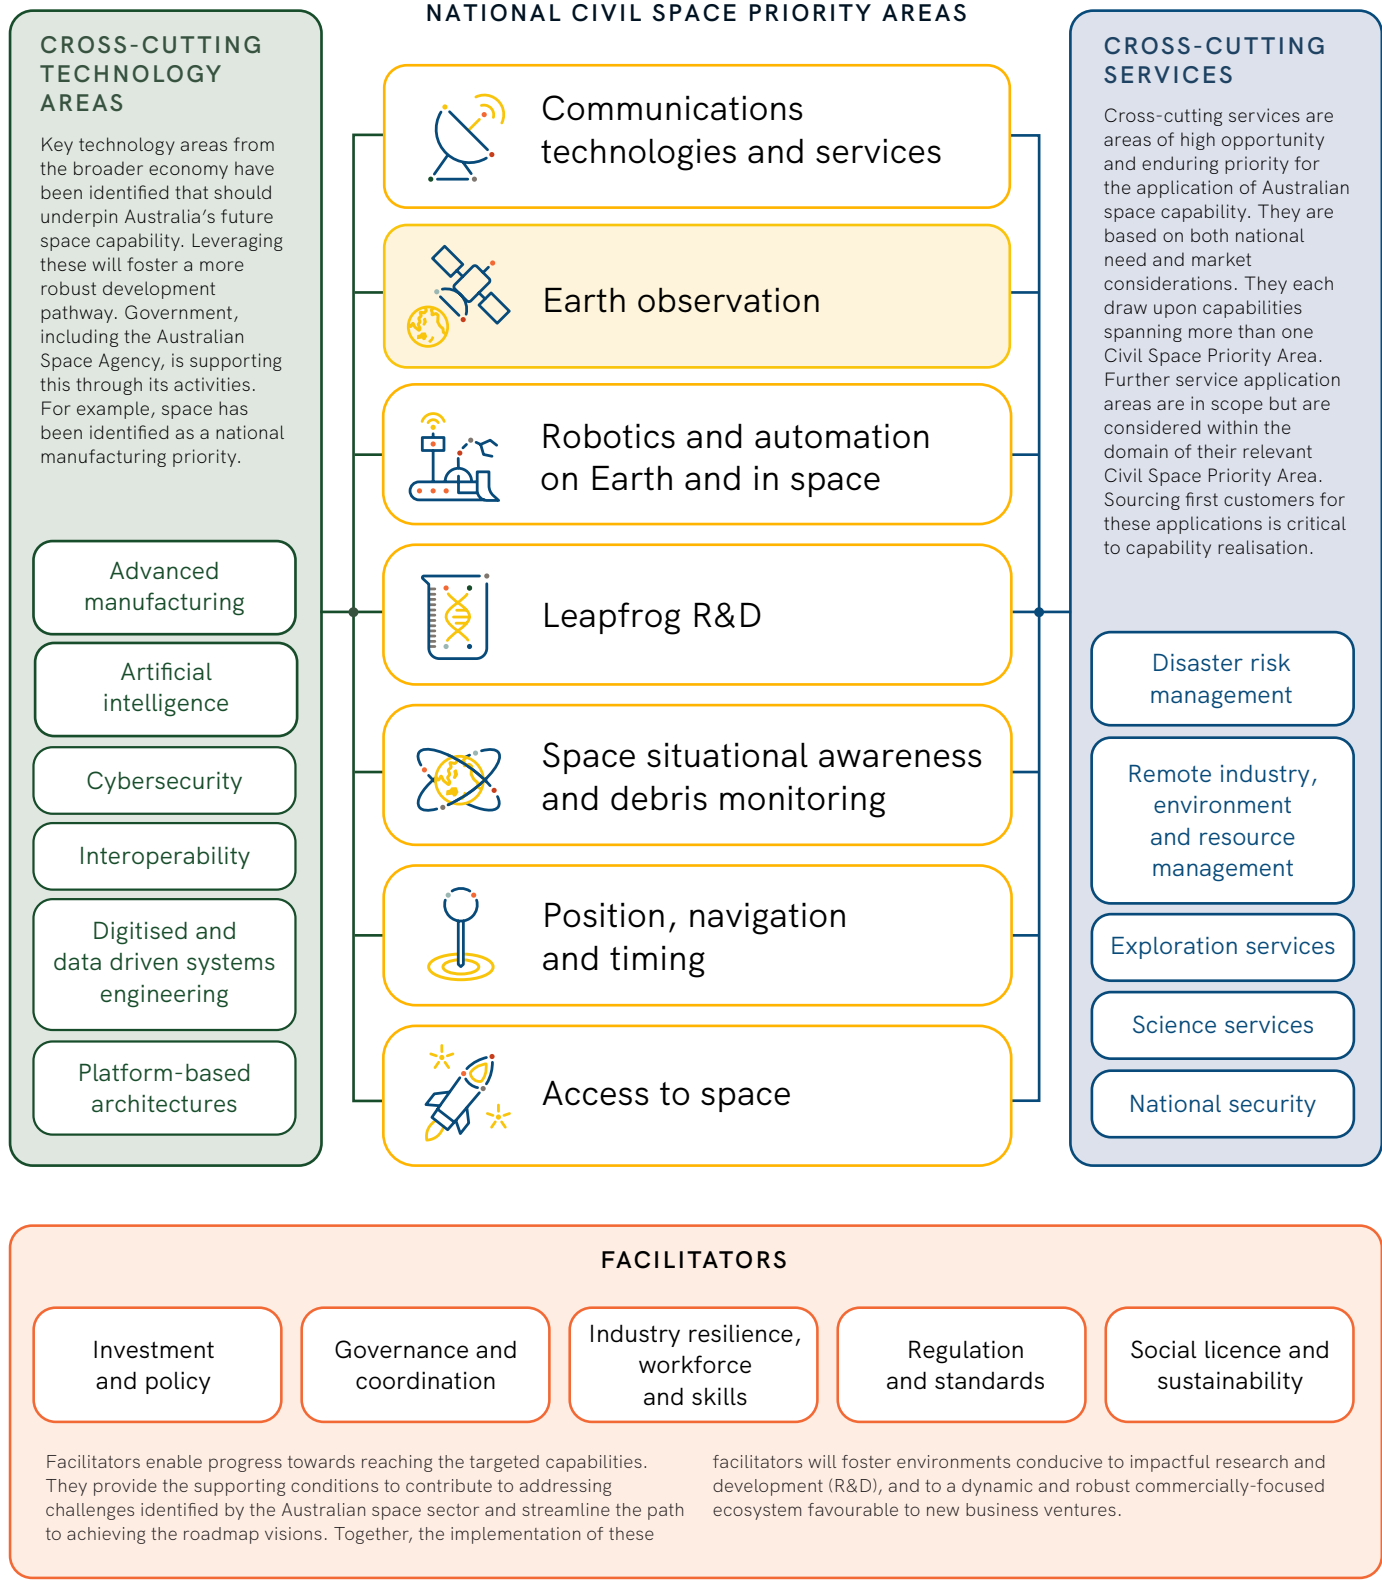 NATIONAL CIVIL SPACE PRIORITY AREAS
CROSS-CUTTING
TECHNOLOGY
AREAS
Key technology areas from
the broader economy have
been identified that should
underpin Australia’s future
space capability. Leveraging
these will foster a more
robust development
pathway. Government,
including the Australian
Space Agency, is supporting
this through its activities.
For example, space has
been identified as a national
manufacturing priority.
Advanced
manufacturing
Artificial
intelligence
Cybersecurity
Interoperability
Digitised and
data driven systems
engineering
Platform-based
architectures
Communications
technologies and services
Earth observation
Robotics and automation
on Earth and in space
Leapfrog R&D
Space situational awareness
and debris monitoring
Position, navigation
and timing
Access to space
CROSS-CUTTING
SERVICES
Cross-cutting services are
areas of high opportunity
and enduring priority for
the application of Australian
space capability. They are
based on both national
need and market
considerations. They each
draw upon capabilities
spanning more than one
Civil Space Priority Area.
Further service application
areas are in scope but are
considered within the
domain of their relevant
Civil Space Priority Area.
Sourcing first customers for
these applications is critical
to capability realisation.
Disaster risk
management
Remote industry,
environment
and resource
management
Exploration services
Science services
National security
FACILITATORS
Investment
and policy
Governance and
coordination
Industry resilience,
workforce
and skills
Regulation
and standards
Social licence and
sustainability
Facilitators enable progress towards reaching the targeted capabilities.
They provide the supporting conditions to contribute to addressing
challenges identified by the Australian space sector and streamline the path
to achieving the roadmap visions. Together, the implementation of these
facilitators will foster environments conducive to impactful research and
development (R&D), and to a dynamic and robust commercially-focused
ecosystem favourable to new business ventures.